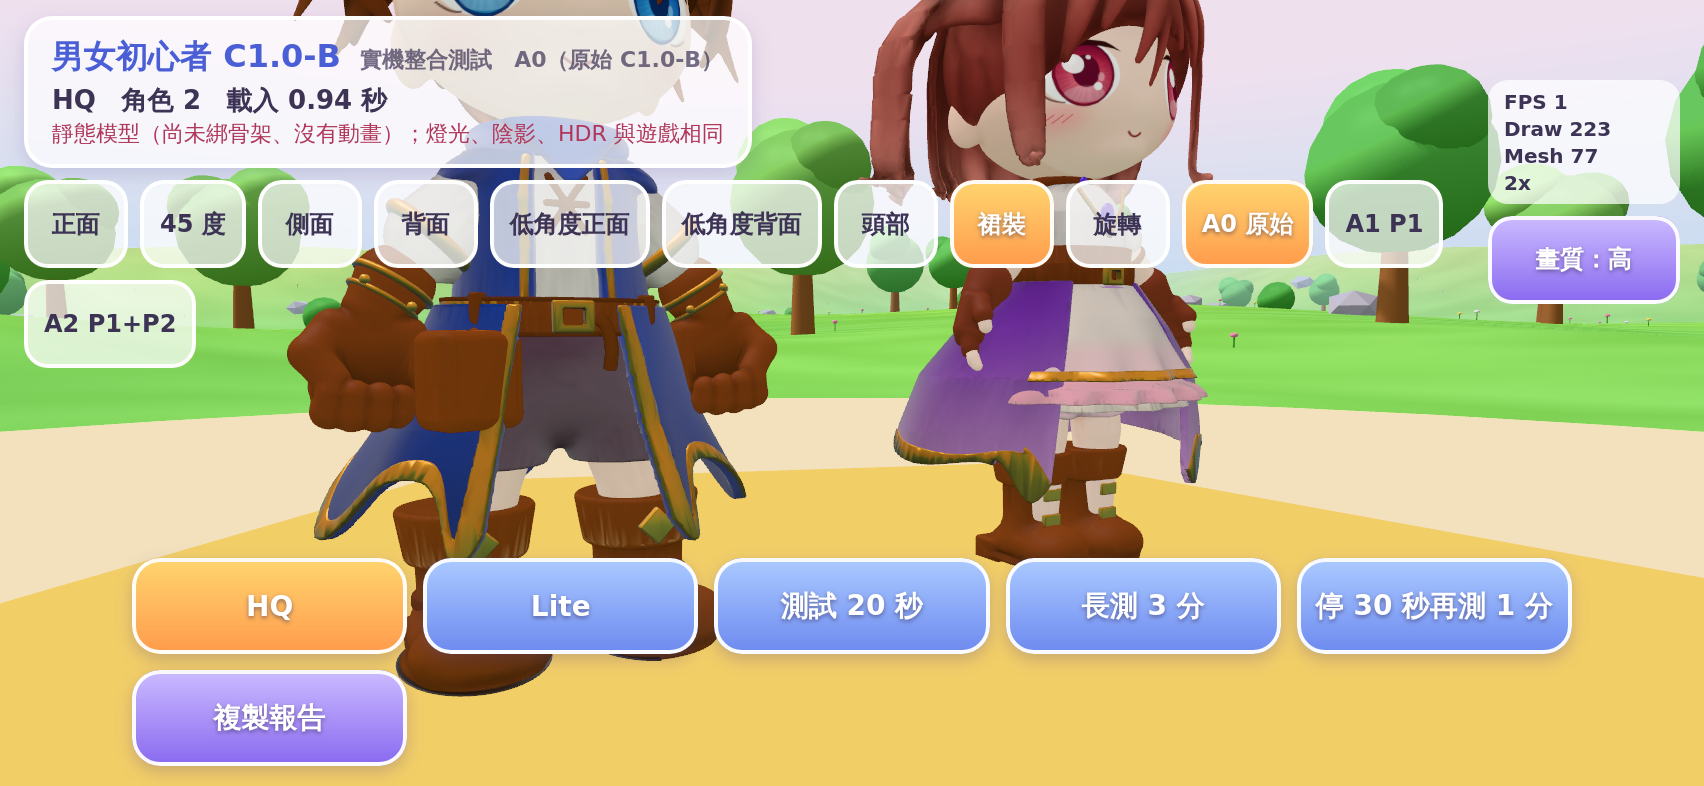 男女初心者 C1.0-B 實機整合測試 A0（原始 C1.0-B）
HQ 角色 2 載入 0.94 秒
靜態模型（尚未綁骨架、沒有動畫）；燈光、陰影、HDR 與遊戲相同
FPS 1
Draw 223
Mesh 77
2x
正面
45 度
側面
背面
低角度正面
低角度背面
頭部
裙裝
旋轉
A0 原始
A1 P1
畫質：高
A2 P1+P2
HQ
Lite
測試 20 秒
長測 3 分
停 30 秒再測 1 分
複製報告